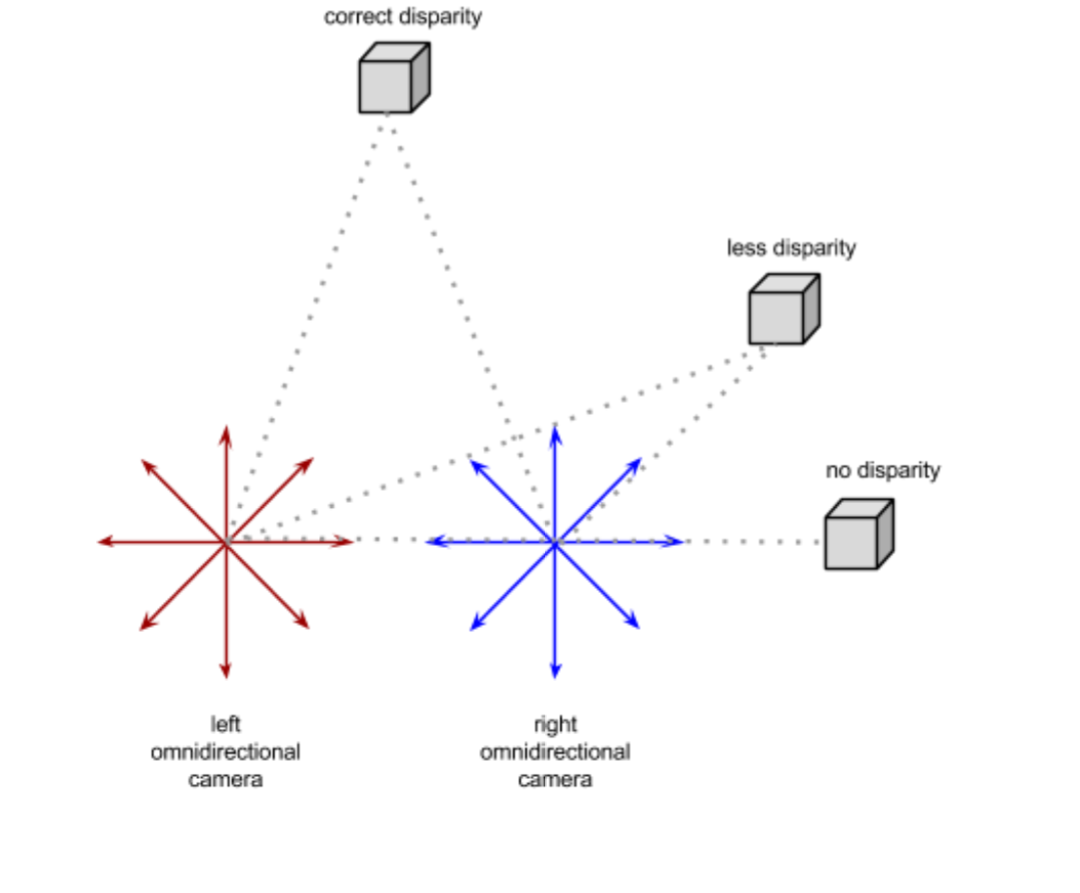 correct disparity
less disparity
no disparity
left
omnidirectional
camera
right
omnidirectional
camera